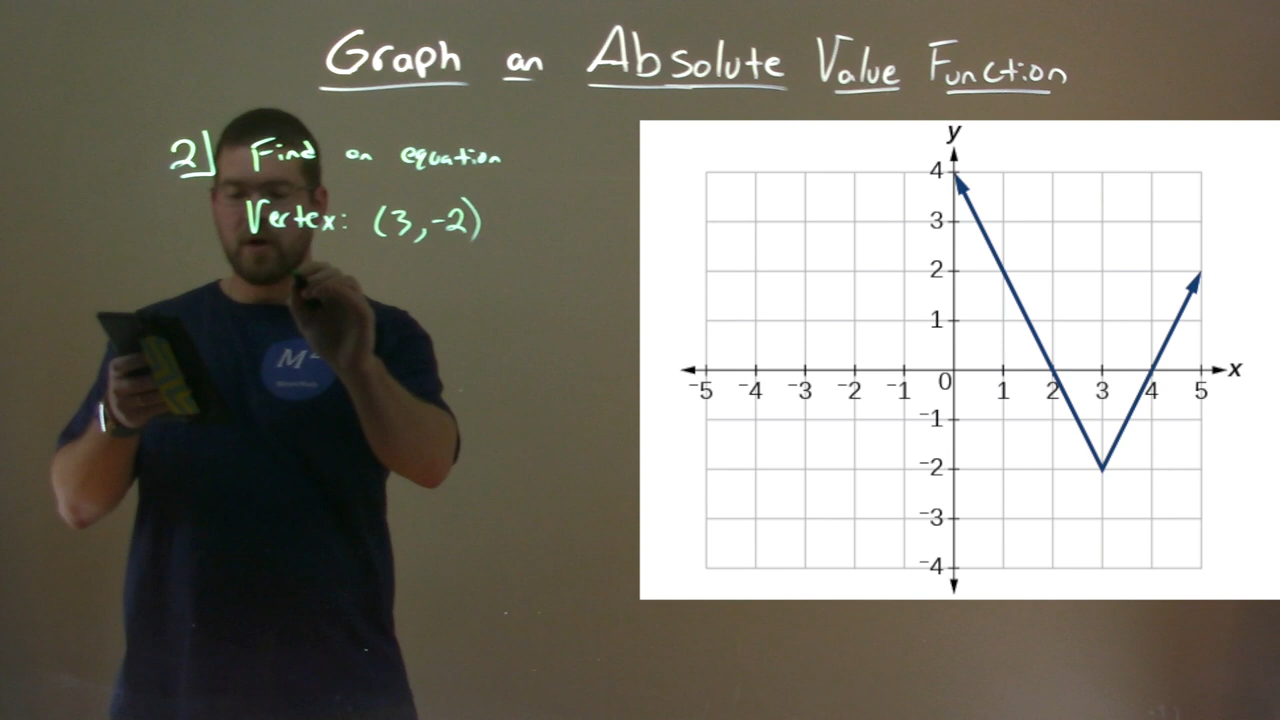 Graph an Absolute Value Function
2] Find an equation
Vertex: (3,-2)
M²
y
4
3
2
1
0
-5 -4 -3 -2 -1 1 2 3 4 5 x
-1
-2
-3
-4